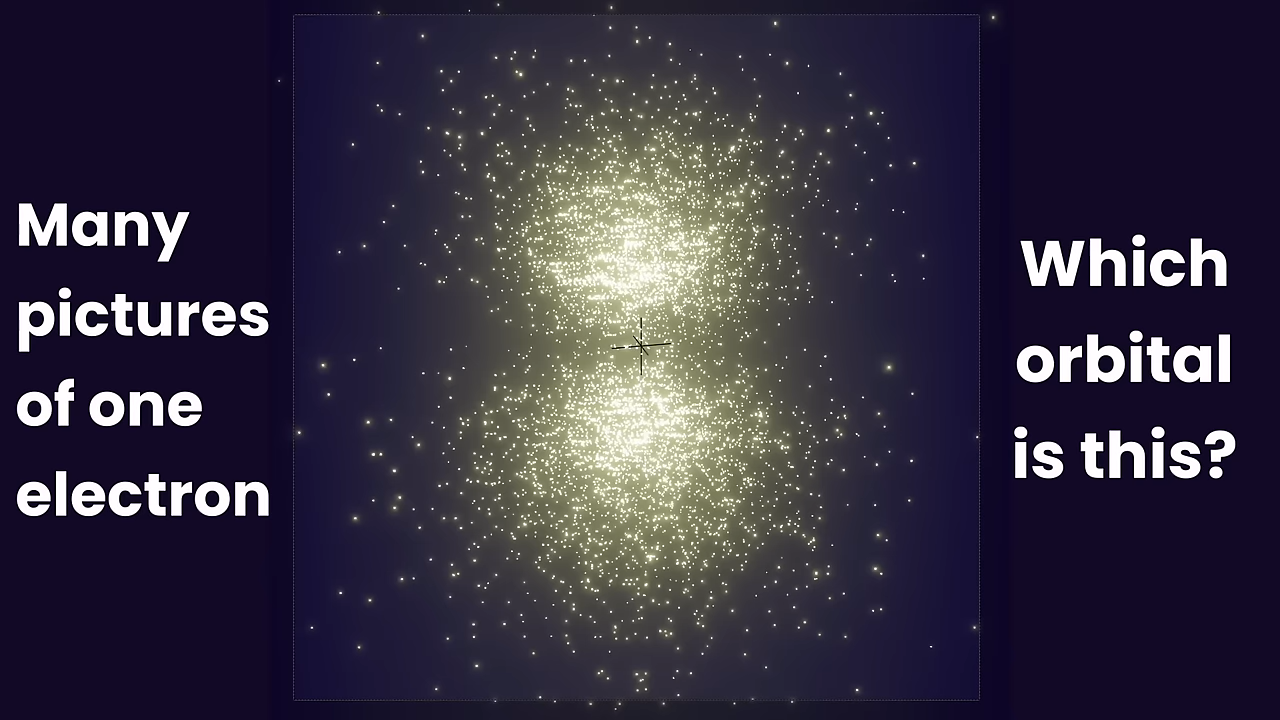 Many
pictures
of one
electron
Which
orbital
is this?